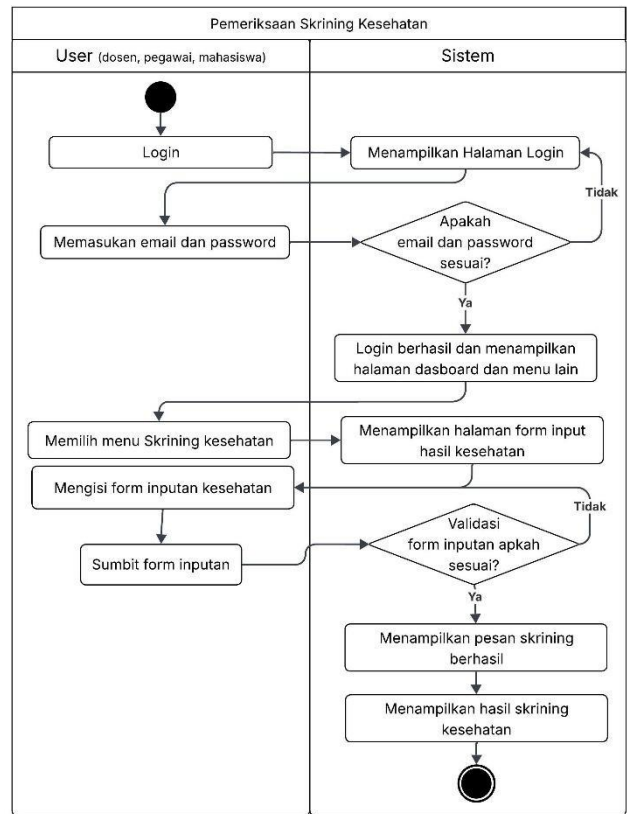 Pemeriksaan Skrining Kesehatan
User (dosen, pegawai, mahasiswa)
Sistem
Login
Menampilkan Halaman Login
Tidak
Memasukan email dan password
Apakah
email dan password
sesuai?
Ya
Login berhasil dan menampilkan
halaman dasboard dan menu lain
Memilih menu Skrining kesehatan
Menampilkan halaman form input
hasil kesehatan
Mengisi form inputan kesehatan
Tidak
Validasi
form inputan apkah
sesuai?
Sumbit form inputan
Ya
Menampilkan pesan skrining
berhasil
Menampilkan hasil skrining
kesehatan